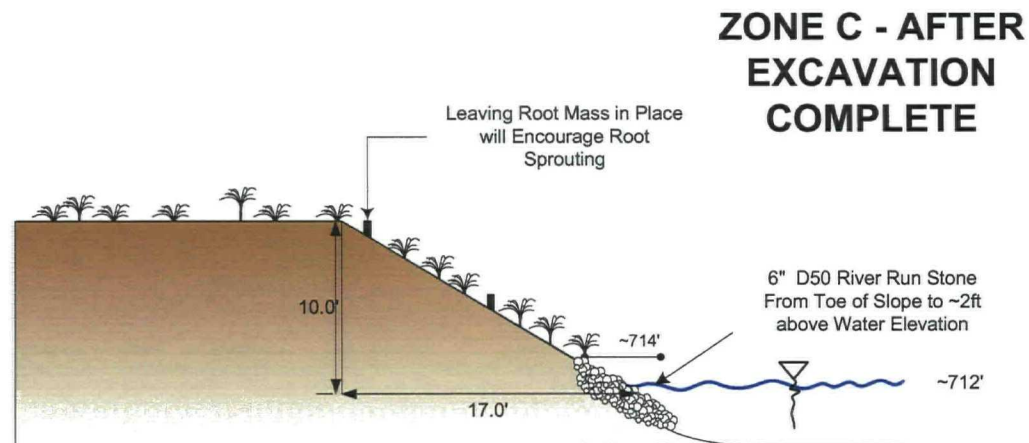 ZONE C - AFTER
EXCAVATION
COMPLETE
Leaving Root Mass in Place
will Encourage Root
Sprouting
6" D50 River Run Stone
From Toe of Slope to ~2ft
above Water Elevation
10.0'
~714'
~712'
17.0'